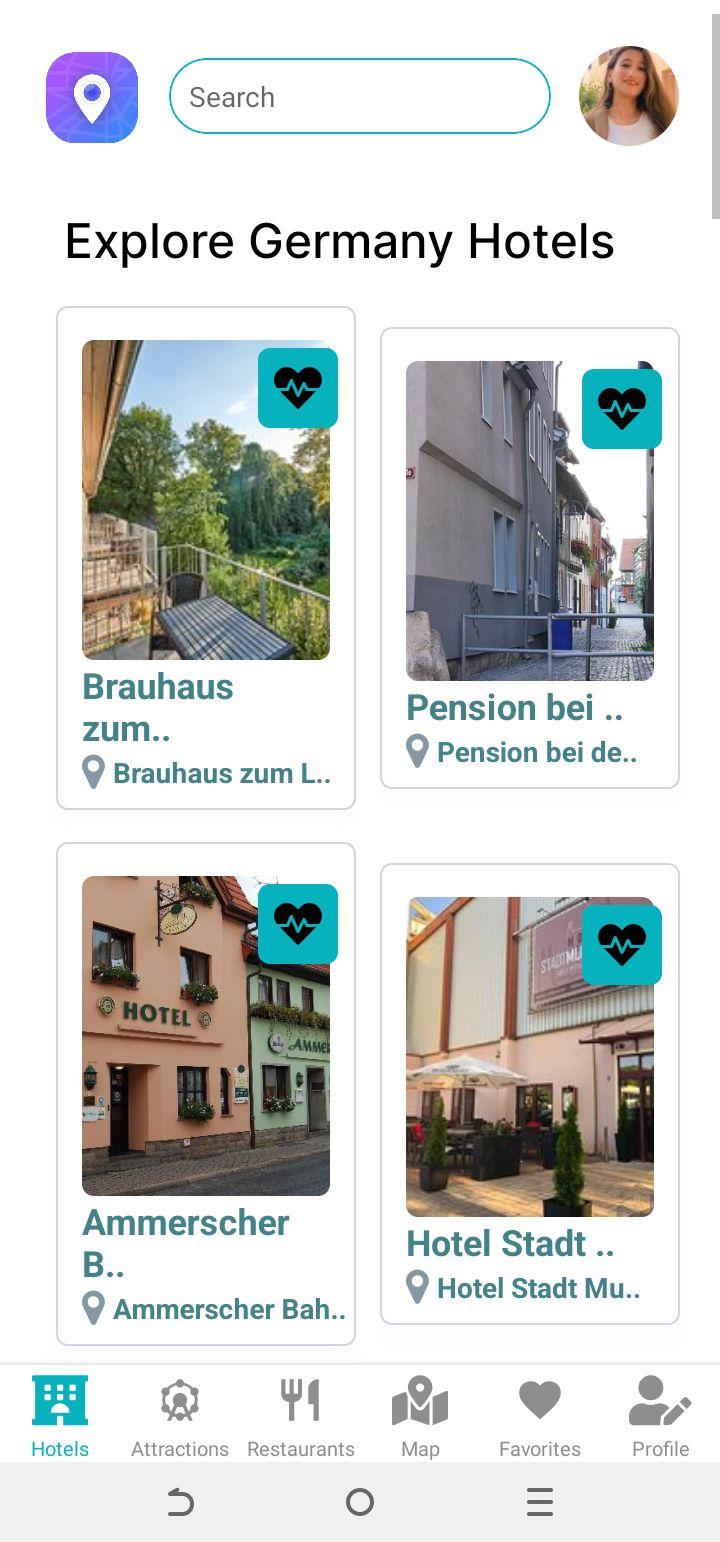 Search
Explore Germany Hotels
Brauhaus
zum..
Brauhaus zum L..
Pension bei ..
Pension bei de..
HOTEL
AMMER
Ammerscher
B..
Ammerscher Bah..
STADTMU
Hotel Stadt ..
Hotel Stadt Mu..
Hotels
Attractions
Restaurants
Map
Favorites
Profile